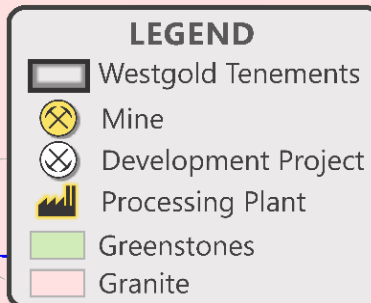 LEGEND
Westgold Tenements
Mine
Development Project
Processing Plant
Greenstones
Granite